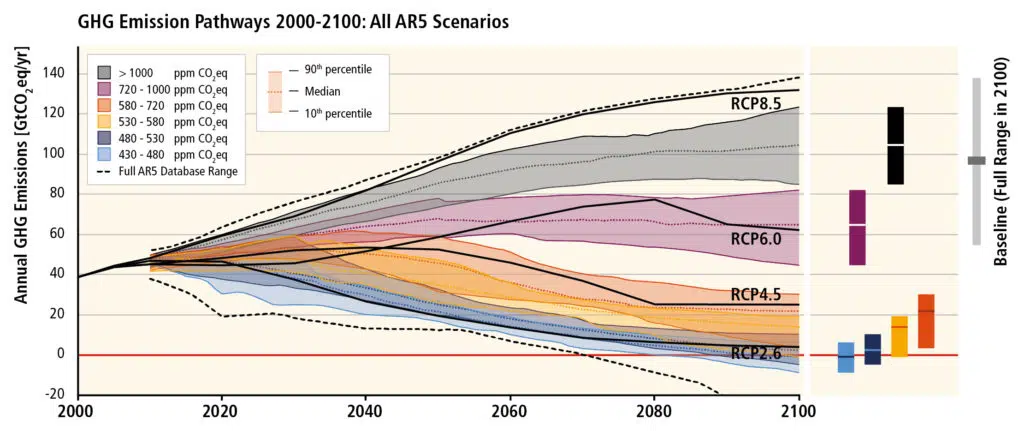 GHG Emission Pathways 2000-2100: All AR5 Scenarios
Annual GHG Emissions [GtCO₂eq/yr]
140
120
100
80
60
40
20
0
-20
> 1000 ppm CO₂eq
720 - 1000 ppm CO₂eq
580 - 720 ppm CO₂eq
530 - 580 ppm CO₂eq
480 - 530 ppm CO₂eq
430 - 480 ppm CO₂eq
Full AR5 Database Range
90th percentile
Median
10th percentile
RCP8.5
RCP6.0
RCP4.5
RCP2.6
2000
2020
2040
2060
2080
2100
Baseline (Full Range in 2100)